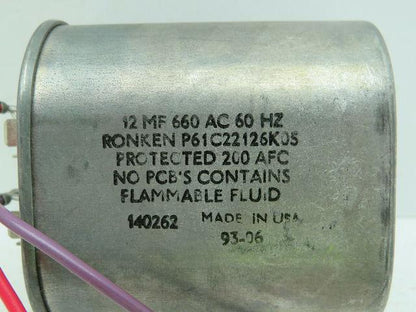 12 MF 660 AC 60 HZ
RONKEN P61C22126K05
PROTECTED 200 AFC
NO PCB'S CONTAINS
FLAMMABLE FLUID
140262 MADE IN USA
93-06